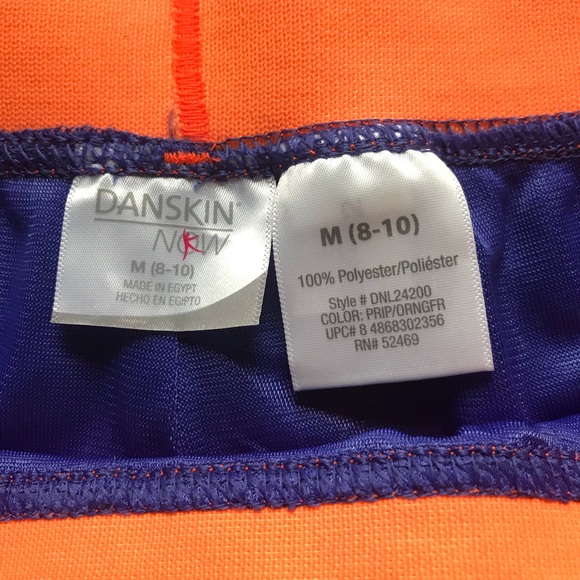 DANSKIN®
NOW
M (8-10)
MADE IN EGYPT
HECHO EN EGIPTO
M (8-10)
100% Polyester/Poliéster
Style # DNL24200
COLOR: PRIP/ORNGFR
UPC# 8 4868302356
RN# 52469